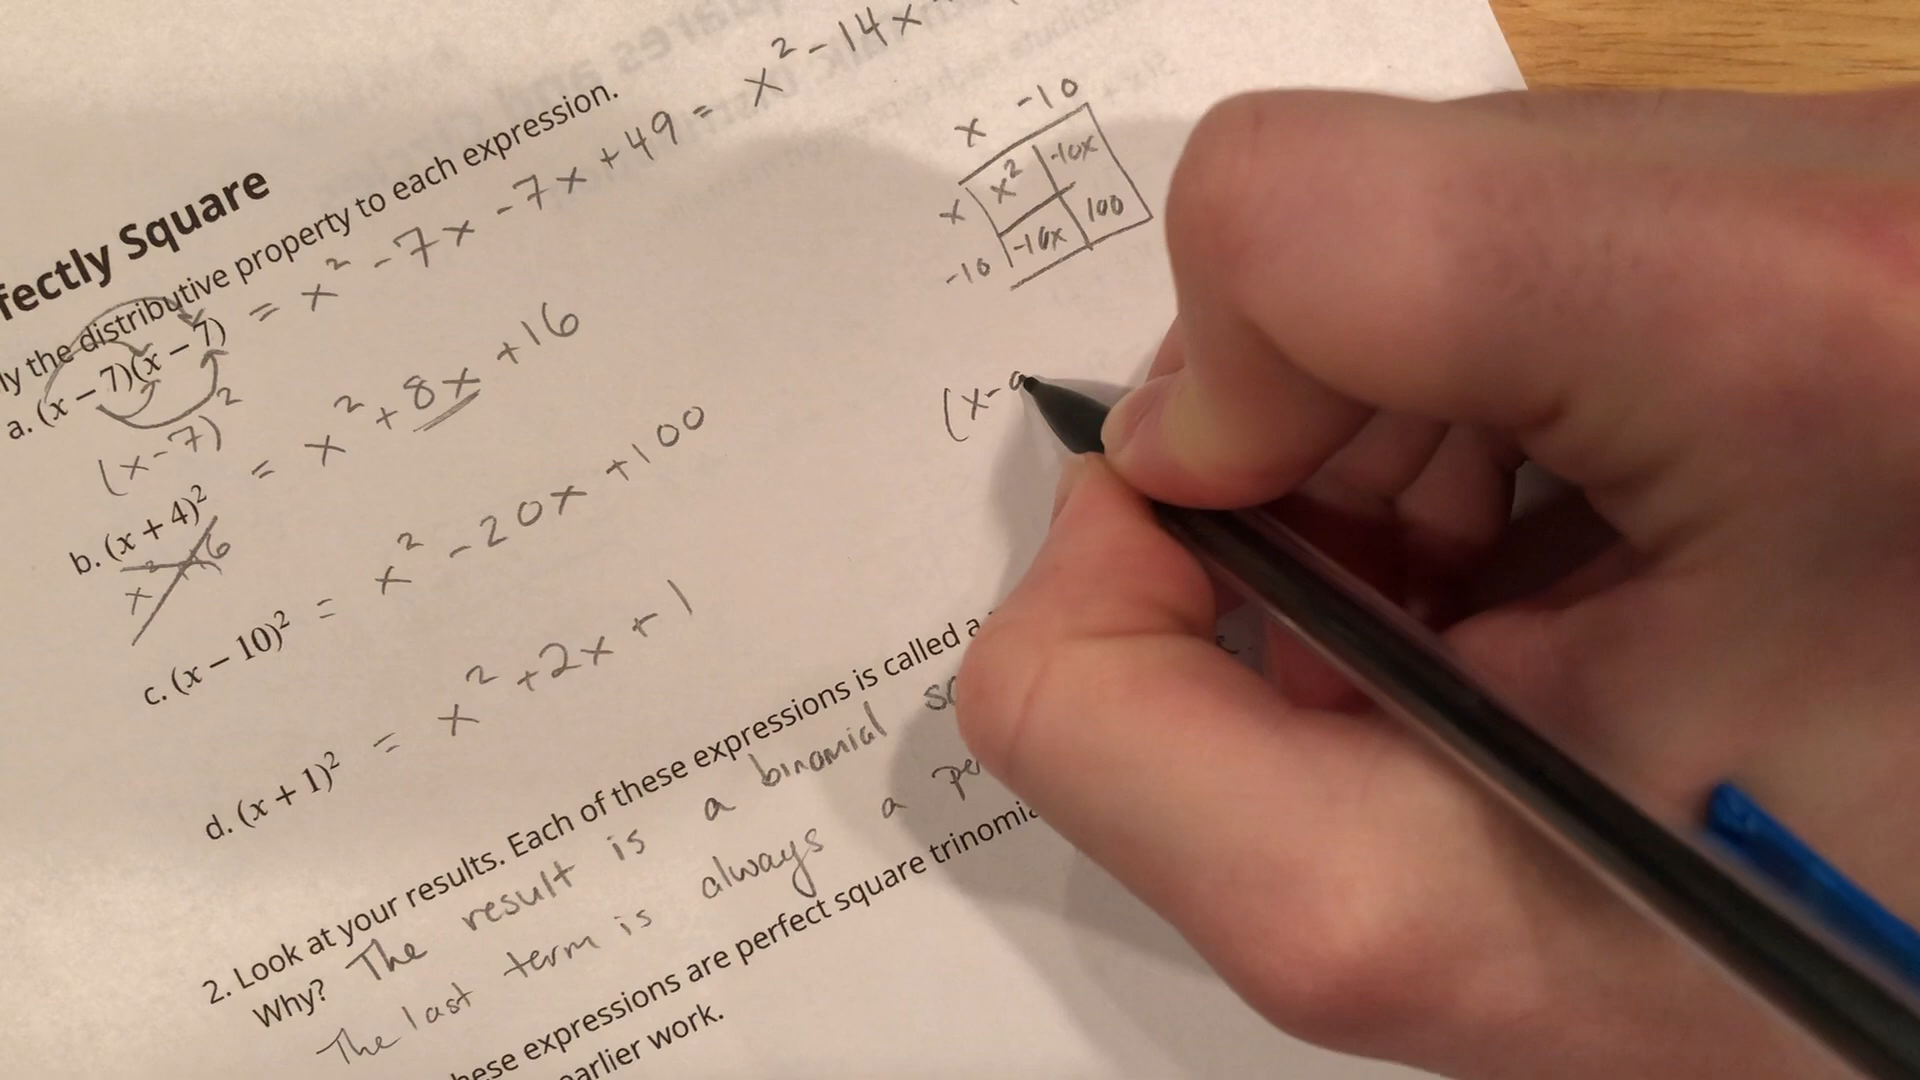 fectly Square
ly the distributive property to each expression.
a. (x – 7)(x – 7) = x² - 7x - 7x + 49 = x² - 14x
(x-7)²
b. (x + 4)² = x² + 8x + 16
x² +16
c. (x – 10)² = x² - 20x + 100
d. (x + 1)² = x² + 2x + 1
x -10
x x² -10x
-10 -10x 100
(x-
2. Look at your results. Each of these expressions is called a
Why? The result is a binomial
The last term is always a
hese expressions are perfect square trinomia
earlier work.